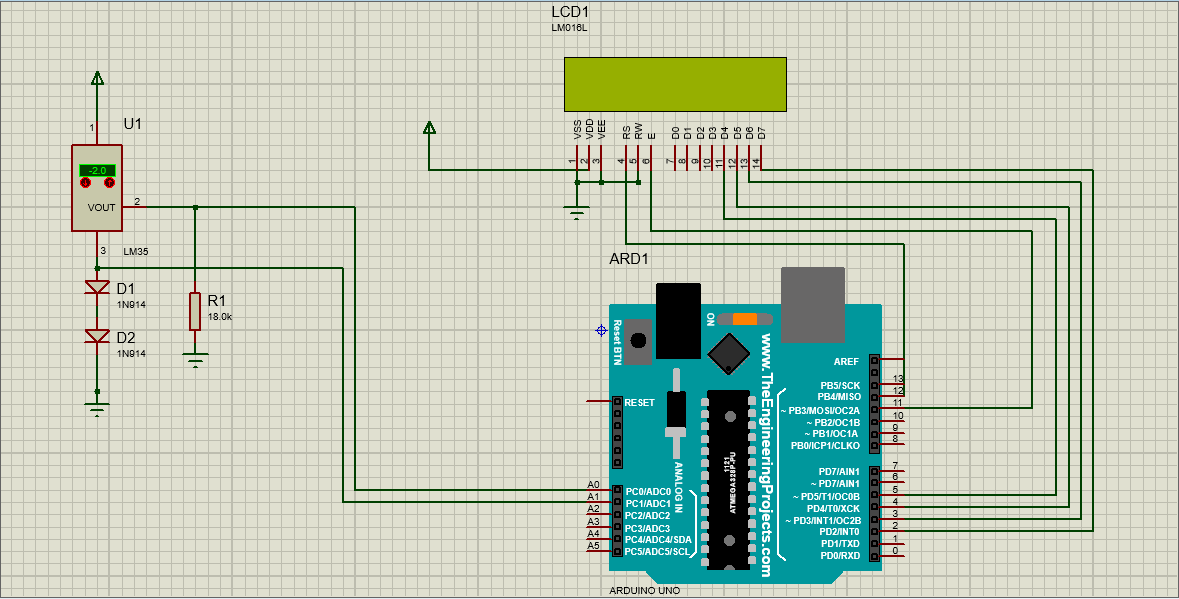 LCD1
LM016L
VSS
VDD
VEE
RS
RW
E
D0
D1
D2
D3
D4
D5
D6
D7
1
2
3
4
5
6
7
8
9
10
11
12
13
14
1
U1
-2.0
VOUT
2
3
LM35
D1
1N914
D2
1N914
R1
18.0k
ARD1
Reset BTN
ON
www.TheEngineeringProjects.com
1121
ATMEGA328P-PU
ANALOG IN
RESET
A0
PC0/ADC0
A1
PC1/ADC1
A2
PC2/ADC2
A3
PC3/ADC3
A4
PC4/ADC4/SDA
A5
PC5/ADC5/SCL
AREF
PB5/SCK 13
PB4/MISO 12
~ PB3/MOSI/OC2A 11
~ PB2/OC1B 10
~ PB1/OC1A 9
PB0/ICP1/CLKO 8
PD7/AIN1 7
~ PD7/AIN1 6
~ PD5/T1/OC0B 5
PD4/T0/XCK 4
~ PD3/INT1/OC2B 3
PD2/INT0 2
PD1/TXD 1
PD0/RXD 0
ARDUINO UNO